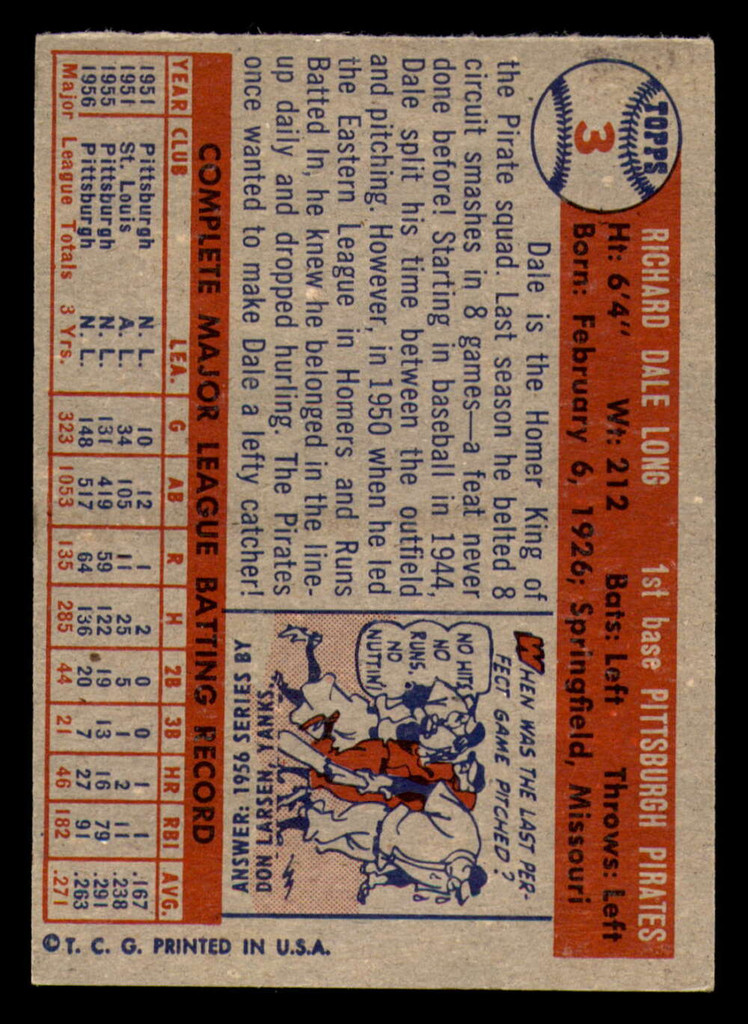 TOPPS
3
RICHARD DALE LONG 1st base PITTSBURGH PIRATES
Ht: 6'4" Wt: 212 Bats: Left Throws: Left
Born: February 6, 1926; Springfield, Missouri
Dale is the Homer King of
the Pirate squad. Last season he belted 8
circuit smashes in 8 games—a feat never
done before! Starting in baseball in 1944,
Dale split his time between the outfield
and pitching. However, in 1950 when he led
the Eastern League in Homers and Runs
Batted In, he knew he belonged in the line-
up daily and dropped hurling. The Pirates
once wanted to make Dale a lefty catcher!
WHEN WAS THE LAST PER-
FECT GAME PITCHED?
NO HITS
NO
RUNS,
NO
NUTTIN'
ANSWER: 1956 SERIES BY
DON LARSEN YANKS
COMPLETE MAJOR LEAGUE BATTING RECORD
YEAR CLUB LEA. G AB R H 2B 3B HR RBI AVG.
1951 Pittsburgh N. L. 10 12 1 2 0 0 1 1 .167
1951 St. Louis A. L. 34 105 11 25 5 1 2 11 .238
1955 Pittsburgh N. L. 131 419 59 122 19 13 16 79 .291
1956 Pittsburgh N. L. 148 517 64 136 20 7 27 91 .263
Major League Totals 3 Yrs. 323 1053 135 285 44 21 46 182 .271
© T. C. G. PRINTED IN U.S.A.